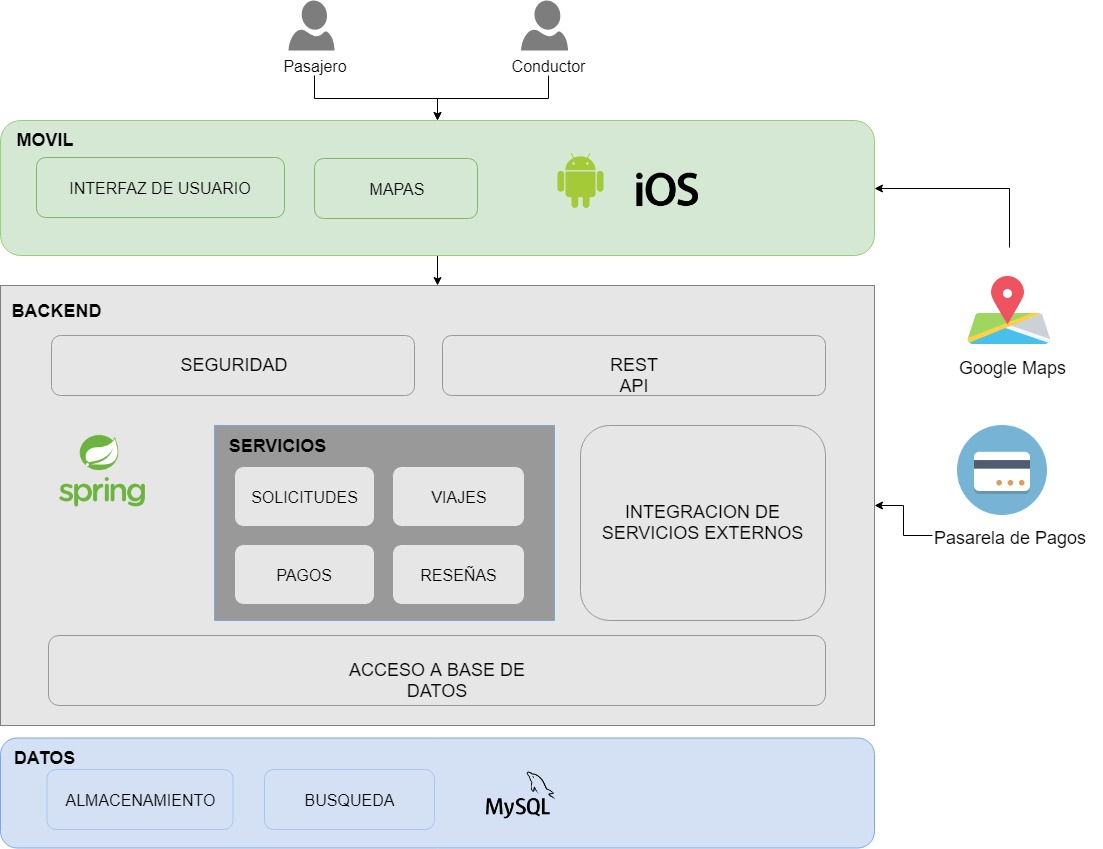 Pasajero
Conductor
MOVIL
INTERFAZ DE USUARIO
MAPAS
iOS
BACKEND
SEGURIDAD
REST
API
Google Maps
spring
SERVICIOS
SOLICITUDES
VIAJES
PAGOS
RESEÑAS
INTEGRACION DE
SERVICIOS EXTERNOS
Pasarela de Pagos
ACCESO A BASE DE
DATOS
DATOS
ALMACENAMIENTO
BUSQUEDA
MySQL